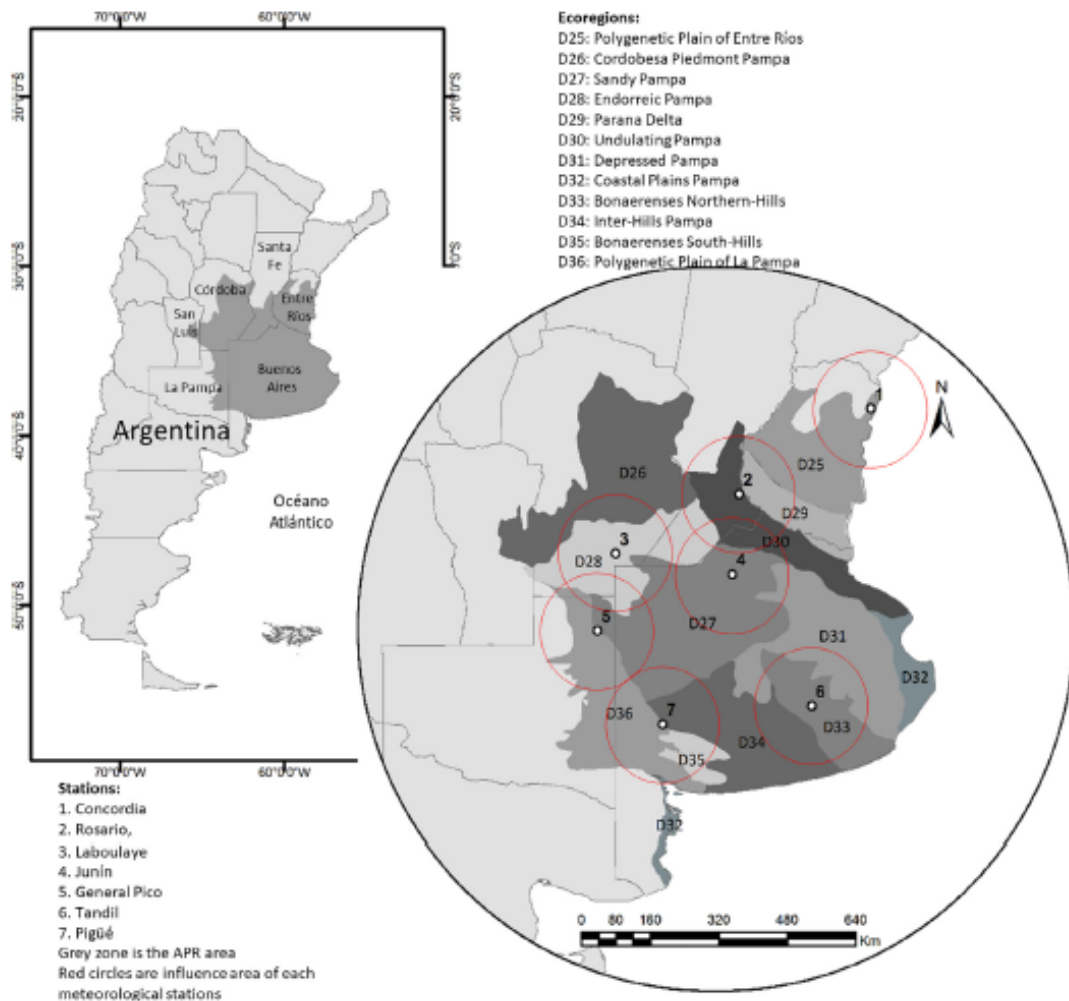 70°0'0"W
60°0'0"W
20°0'0"S
20°0'0"S
30°0'0"S
40°0'0"S
50°0'0"S
Santa
Fe
Córdoba
Entre
Ríos
San
Luis
La Pampa
Buenos
Aires
Argentina
Océano
Atlántico
70°0'0"W
60°0'0"W
Ecoregions:
D25: Polygenetic Plain of Entre Ríos
D26: Cordobesa Piedmont Pampa
D27: Sandy Pampa
D28: Endorreic Pampa
D29: Parana Delta
D30: Undulating Pampa
D31: Depressed Pampa
D32: Coastal Plains Pampa
D33: Bonaerenses Northern-Hills
D34: Inter-Hills Pampa
D35: Bonaerenses South-Hills
D36: Polygenetic Plain of La Pampa
N
1
D25
D26
2
D29
D30
3
4
D28
5
D27
D31
D32
6
D33
D36
7
D34
D35
D32
0 80 160 320 480 640
Km
Stations:
1. Concordia
2. Rosario,
3. Laboulaye
4. Junín
5. General Pico
6. Tandil
7. Pigüé
Grey zone is the APR area
Red circles are influence area of each
meteorological stations